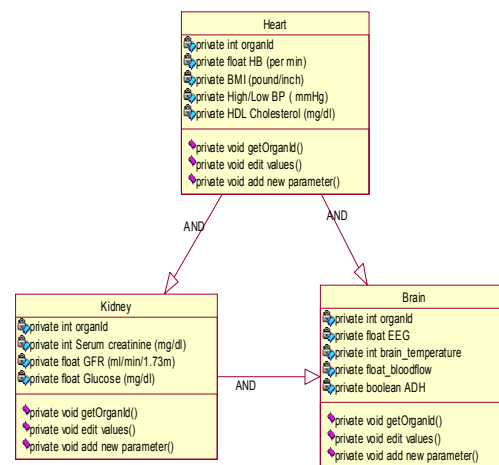 Heart
private int organId
private float HB (per min)
private BMI (pound/inch)
private High/Low BP ( mmHg)
private HDL Cholesterol (mg/dl)
private void getOrganId()
private void edit values()
private void add new parameter()
AND
AND
Kidney
private int organId
private int Serum creatinine (mg/dl)
private float GFR (ml/min/1.73m)
private float Glucose (mg/dl)
private void getOrganId()
private void edit values()
private void add new parameter()
AND
Brain
private int organId
private float EEG
private int brain_temperature
private float_bloodflow
private boolean ADH
private void getOrganId()
private void edit values()
private void add new parameter()